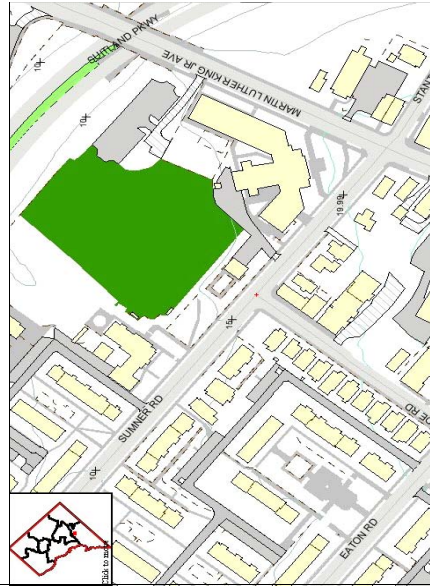 SUITLAND PKWY
MARTIN LUTHER KING JR AVE
10
10
STANT
19.99
15
SUMNER RD
10
EATON RD
Click to m